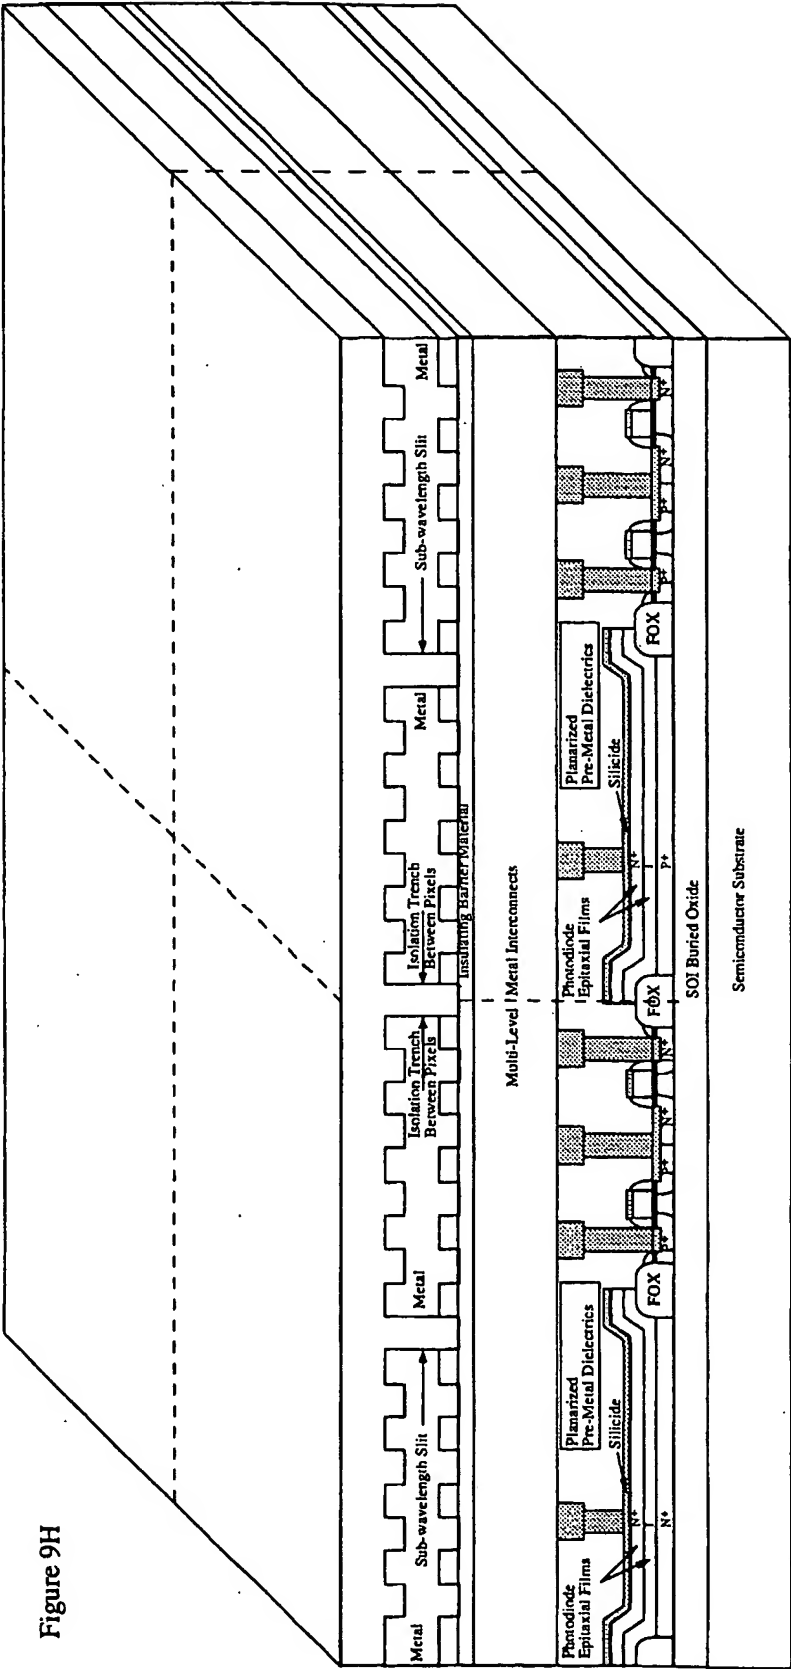 Figure 9H
Metal
Sub-wavelength Slit
Metal
Isolation Trench
Between Pixels
Isolation Trench
Between Pixels
Metal
Sub-wavelength Slit
Metal
Insulating Barrier Material
Multi-Level Metal Interconnects
Photodiode
Epitaxial Films
Planarized
Pre-Metal Dielectrics
Silicide
N+
I
N+
FOX
P+
P+
N+
N+
FOX
Photodiode
Epitaxial Films
Planarized
Pre-Metal Dielectrics
Silicide
N+
I
P+
FOX
P+
P+
N+
N+
SOI Buried Oxide
Semiconductor Substrate